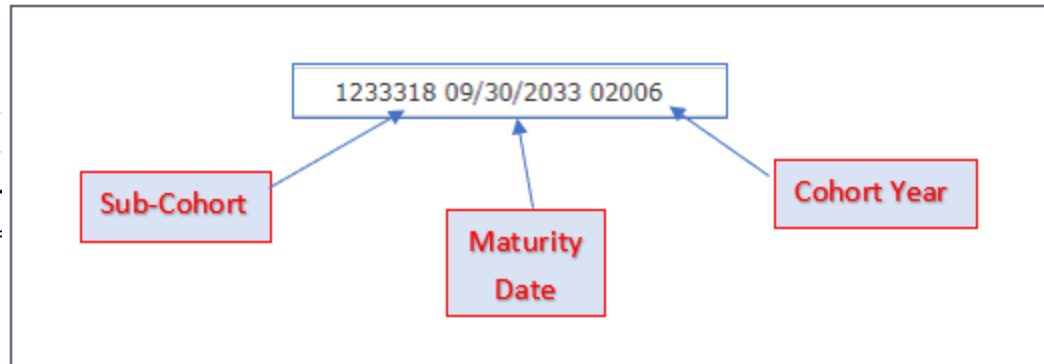 1233318 09/30/2033 02006
Sub-Cohort
Maturity
Date
Cohort Year